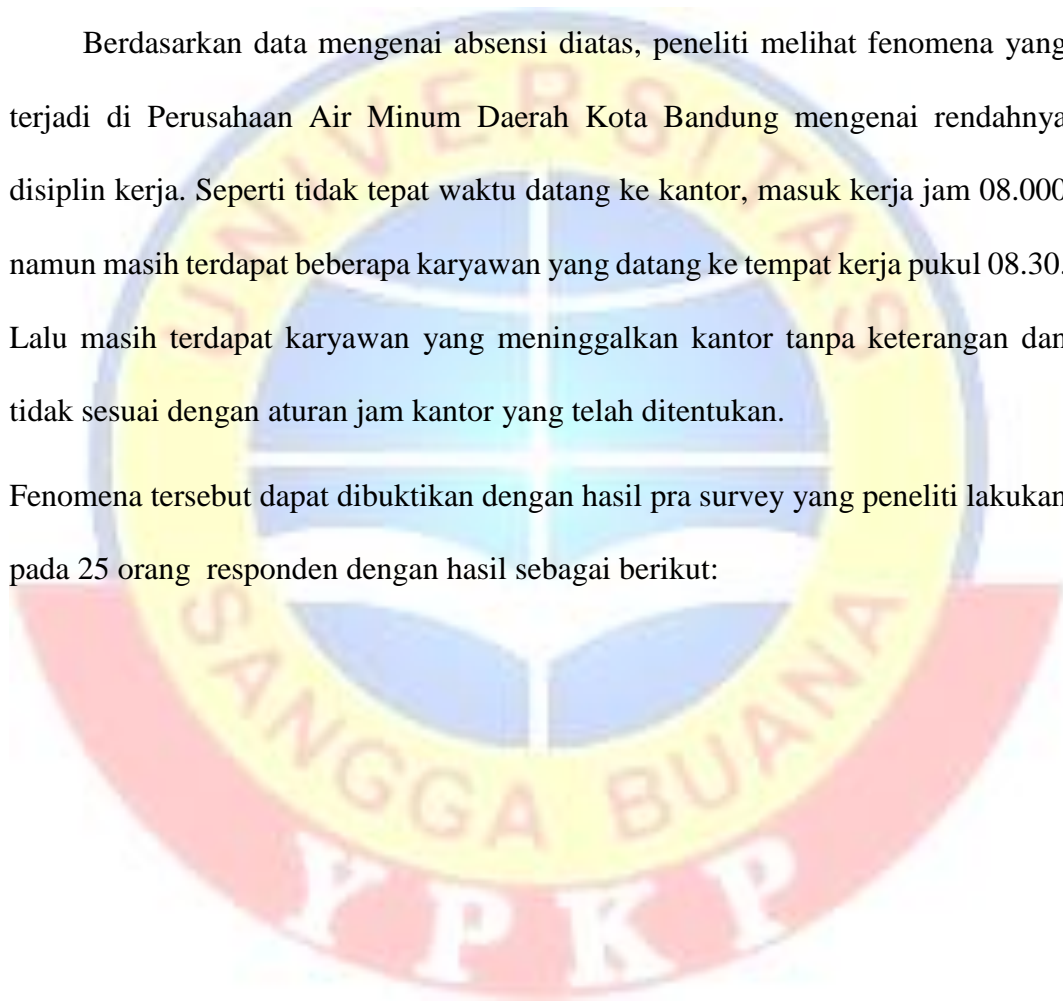 Berdasarkan data mengenai absensi diatas, peneliti melihat fenomena yang
terjadi di Perusahaan Air Minum Daerah Kota Bandung mengenai rendahnya
disiplin kerja. Seperti tidak tepat waktu datang ke kantor, masuk kerja jam 08.000
namun masih terdapat beberapa karyawan yang datang ke tempat kerja pukul 08.30.
Lalu masih terdapat karyawan yang meninggalkan kantor tanpa keterangan dan
tidak sesuai dengan aturan jam kantor yang telah ditentukan.
Fenomena tersebut dapat dibuktikan dengan hasil pra survey yang peneliti lakukan
pada 25 orang responden dengan hasil sebagai berikut:
UNIVERSITAS
SANGGA BUANA
YPKP